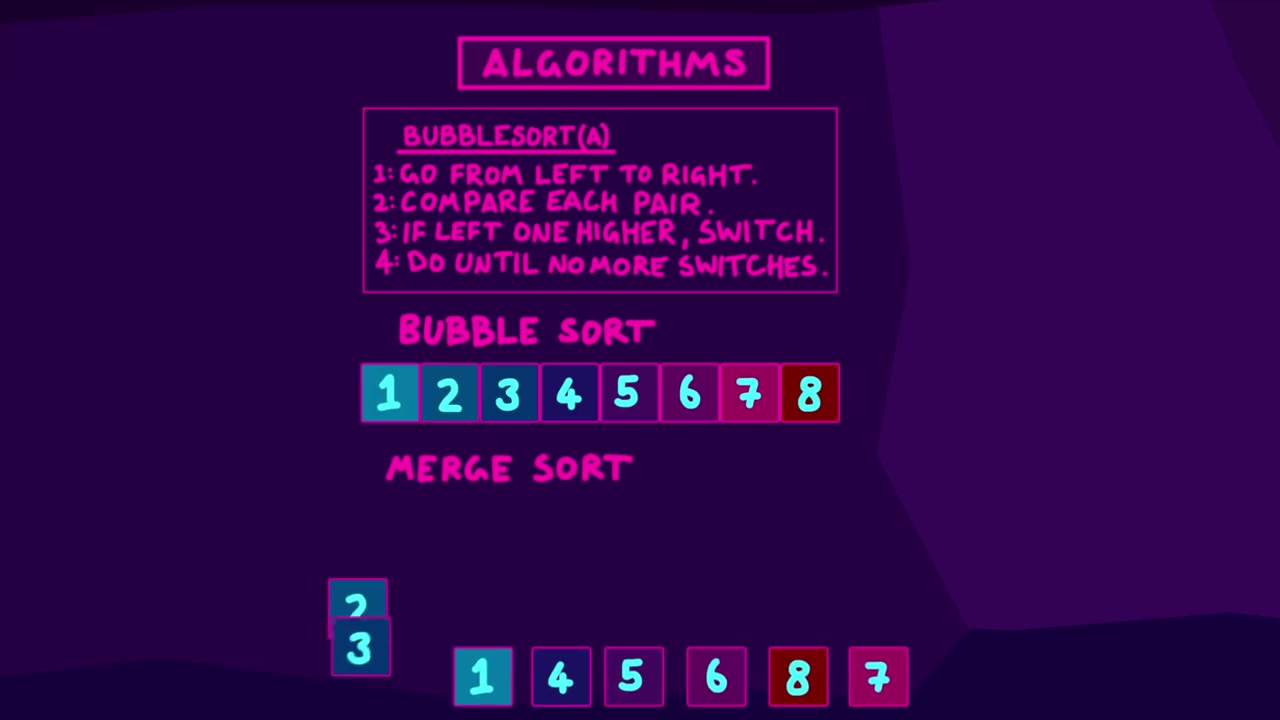 ALGORITHMS
BUBBLESORT(A)
1: GO FROM LEFT TO RIGHT.
2: COMPARE EACH PAIR.
3: IF LEFT ONE HIGHER, SWITCH.
4: DO UNTIL NO MORE SWITCHES.
BUBBLE SORT
1 2 3 4 5 6 7 8
MERGE SORT
2
3
1 4 5 6 8 7